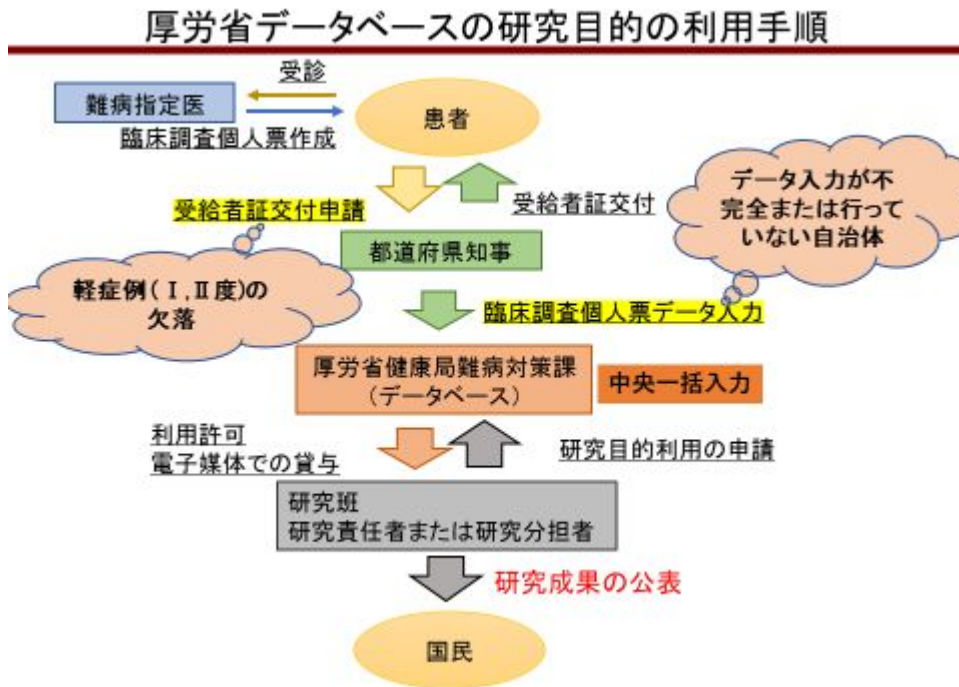 厚労省データベースの研究目的の利用手順
受診
難病指定医
患者
臨床調査個人票作成
データ入力が不
完全または行って
いない自治体
受給者証交付申請
受給者証交付
都道府県知事
軽症例(Ⅰ,Ⅱ度)の
欠落
臨床調査個人票データ入力
厚労省健康局難病対策課
(データベース)
中央一括入力
利用許可
電子媒体での貸与
研究目的利用の申請
研究班
研究責任者または研究分担者
研究成果の公表
国民